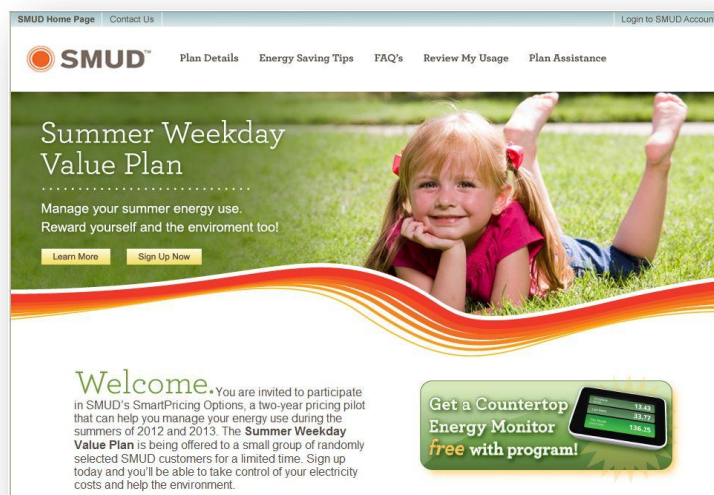 SMUD Home Page Contact Us Login to SMUD Accoun
SMUD™ Plan Details Energy Saving Tips FAQ's Review My Usage Plan Assistance
Summer Weekday
Value Plan
Manage your summer energy use.
Reward yourself and the enviroment too!
Learn More Sign Up Now
Welcome. You are invited to participate
in SMUD's SmartPricing Options, a two-year pricing pilot
that can help you manage your energy use during the
summers of 2012 and 2013. The Summer Weekday
Value Plan is being offered to a small group of randomly
selected SMUD customers for a limited time. Sign up
today and you'll be able to take control of your electricity
costs and help the environment.
Get a Countertop
Energy Monitor
free with program!
13.43
33.77
136.25